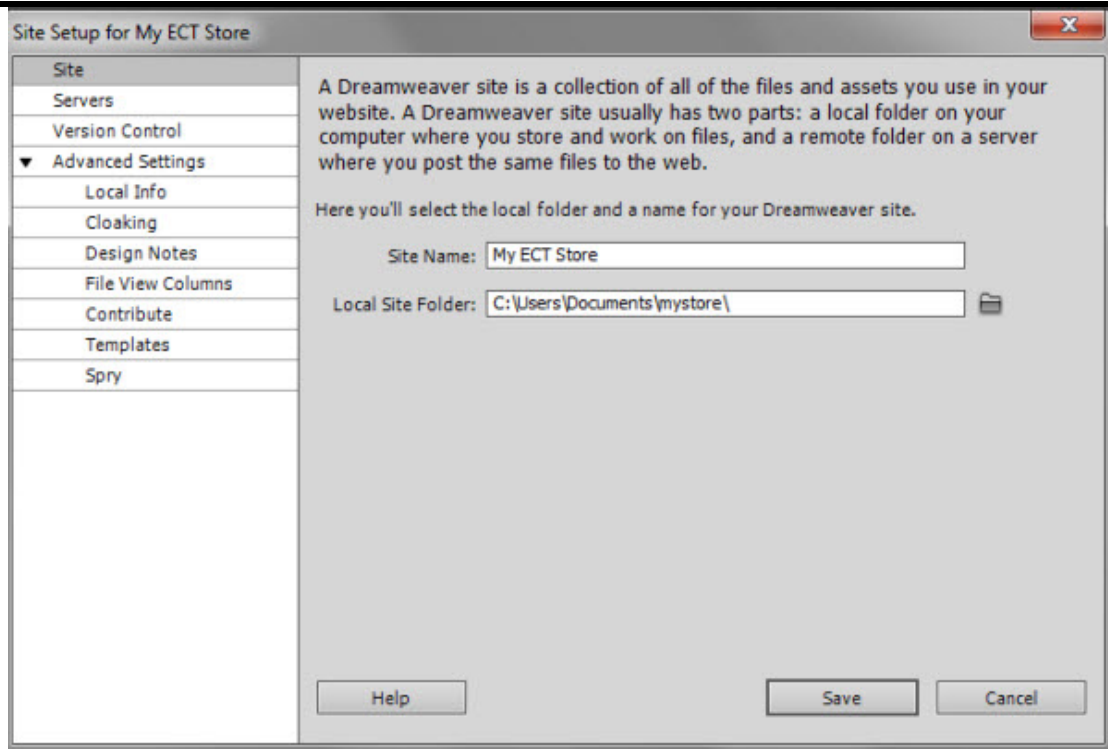 Site Setup for My ECT Store
X
Site
Servers
Version Control
Advanced Settings
Local Info
Cloaking
Design Notes
File View Columns
Contribute
Templates
Spry
A Dreamweaver site is a collection of all of the files and assets you use in your
website. A Dreamweaver site usually has two parts: a local folder on your
computer where you store and work on files, and a remote folder on a server
where you post the same files to the web.
Here you'll select the local folder and a name for your Dreamweaver site.
Site Name: My ECT Store
Local Site Folder: C:\Users\Documents\mystore\
Help Save Cancel